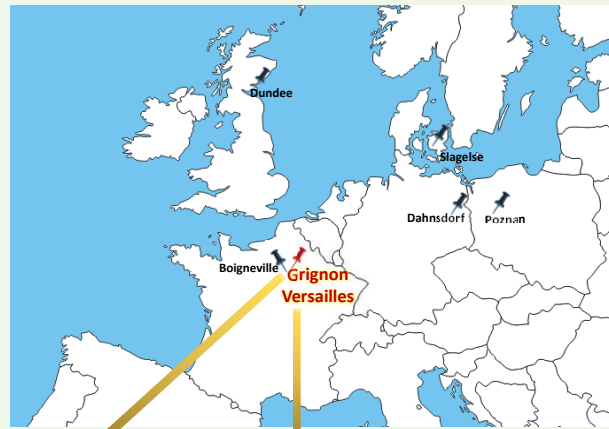 Dundee
Slagelse
Dahnsdorf
Poznan
Boigneville
Grignon
Versailles